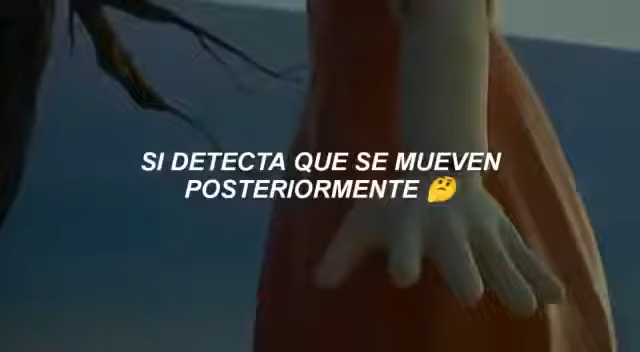 SI DETECTA QUE SE MUEVEN
POSTERIORMENTE 🤔